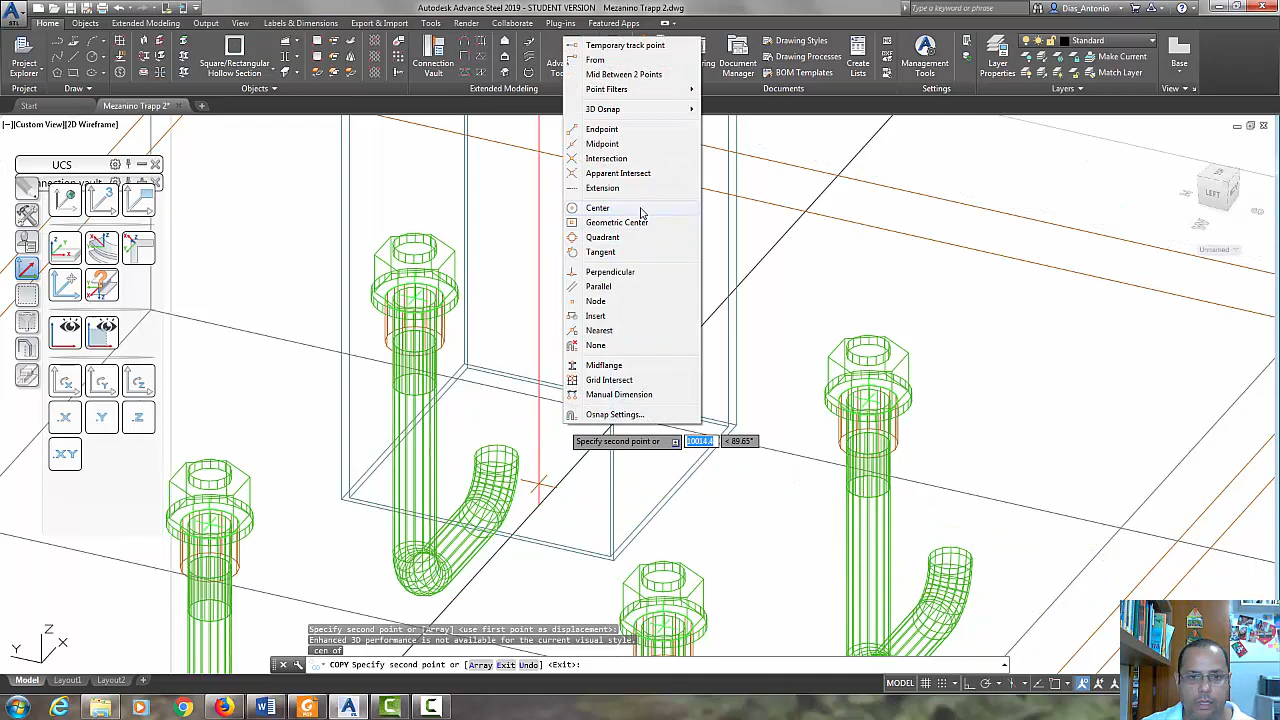 Autodesk Advance Steel 2019 - STUDENT VERSION    Mezanino Trapp 2.dwg
Type a keyword or phrase
Dias_Antonio
Home Objects Extended Modeling Output View Labels & Dimensions Export & Import Tools Render Collaborate Plug-ins Featured Apps
Project Explorer
Square/Rectangular Hollow Section
Connection Vault
Drawing Styles
Drawing Processes
BOM Templates
Document Manager
Create Lists
Management Tools
Layer Properties
Standard
Make Current
Match Layer
Base
Project Draw Objects Extended Modeling Documents Settings Layers View
Start
Mezanino Trapp 2*
[−][Custom View][2D Wireframe]
UCS
LEFT
Unnamed
.X
.Y
.Z
.XY
Temporary track point
From
Mid Between 2 Points
Point Filters
3D Osnap
Endpoint
Midpoint
Intersection
Apparent Intersect
Extension
Center
Geometric Center
Quadrant
Tangent
Perpendicular
Parallel
Node
Insert
Nearest
None
Midflange
Grid Intersect
Manual Dimension
Osnap Settings...
Specify second point or 10014.4 < 89.65°
Specify second point or [Array] <use first point as displacement>:
Enhanced 3D performance is not available for the current visual style.
_cen of
COPY Specify second point or [Array Exit Undo] <Exit>:
Z
Y
X
Model Layout1 Layout2 +
MODEL